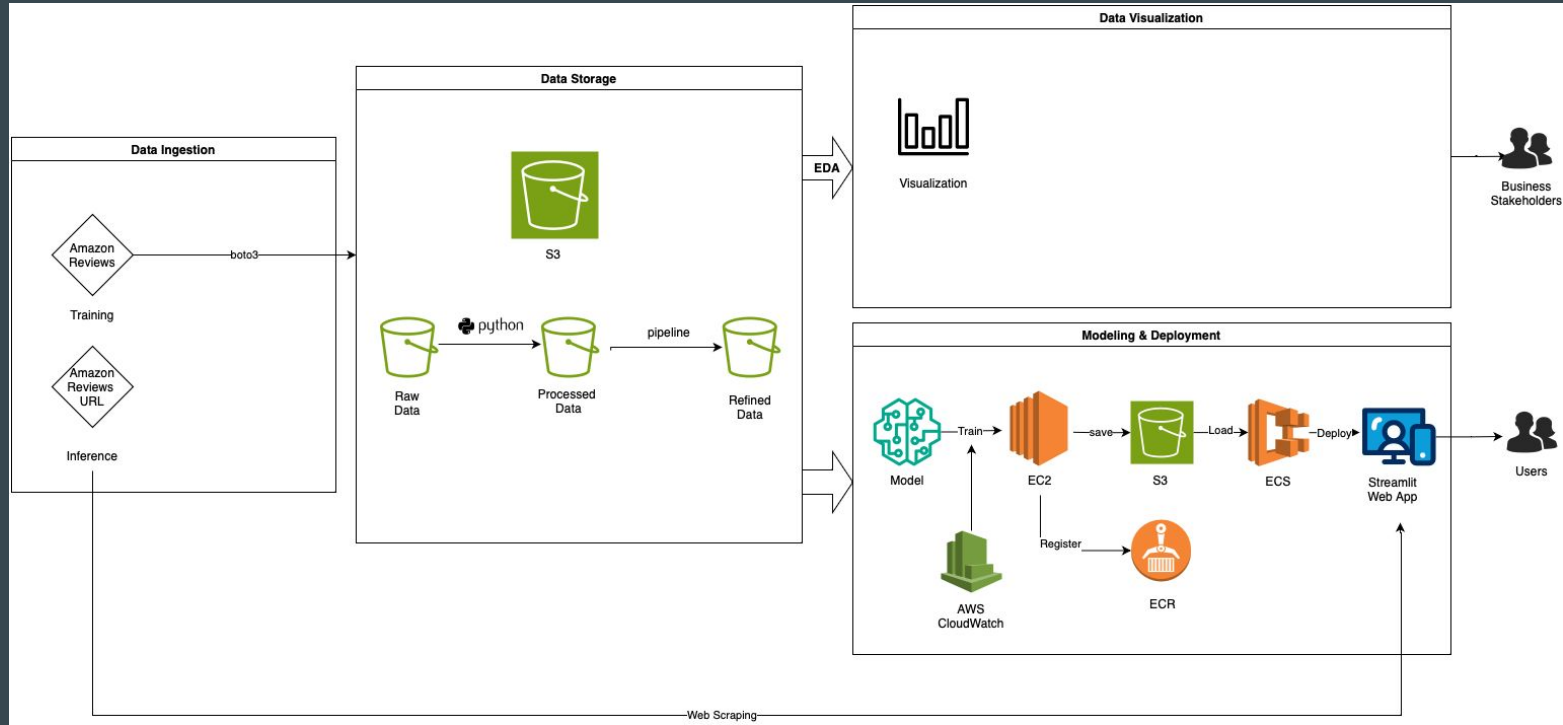 Data Ingestion
Amazon
Reviews
Training
boto3
Amazon
Reviews
URL
Inference
Web Scraping
Data Storage
S3
Raw
Data
python
Processed
Data
pipeline
Refined
Data
EDA
Data Visualization
Visualization
Business
Stakeholders
Modeling & Deployment
Model
Train
AWS
CloudWatch
EC2
Register
ECR
save
S3
Load
ECS
Deploy
Streamlit
Web App
Users